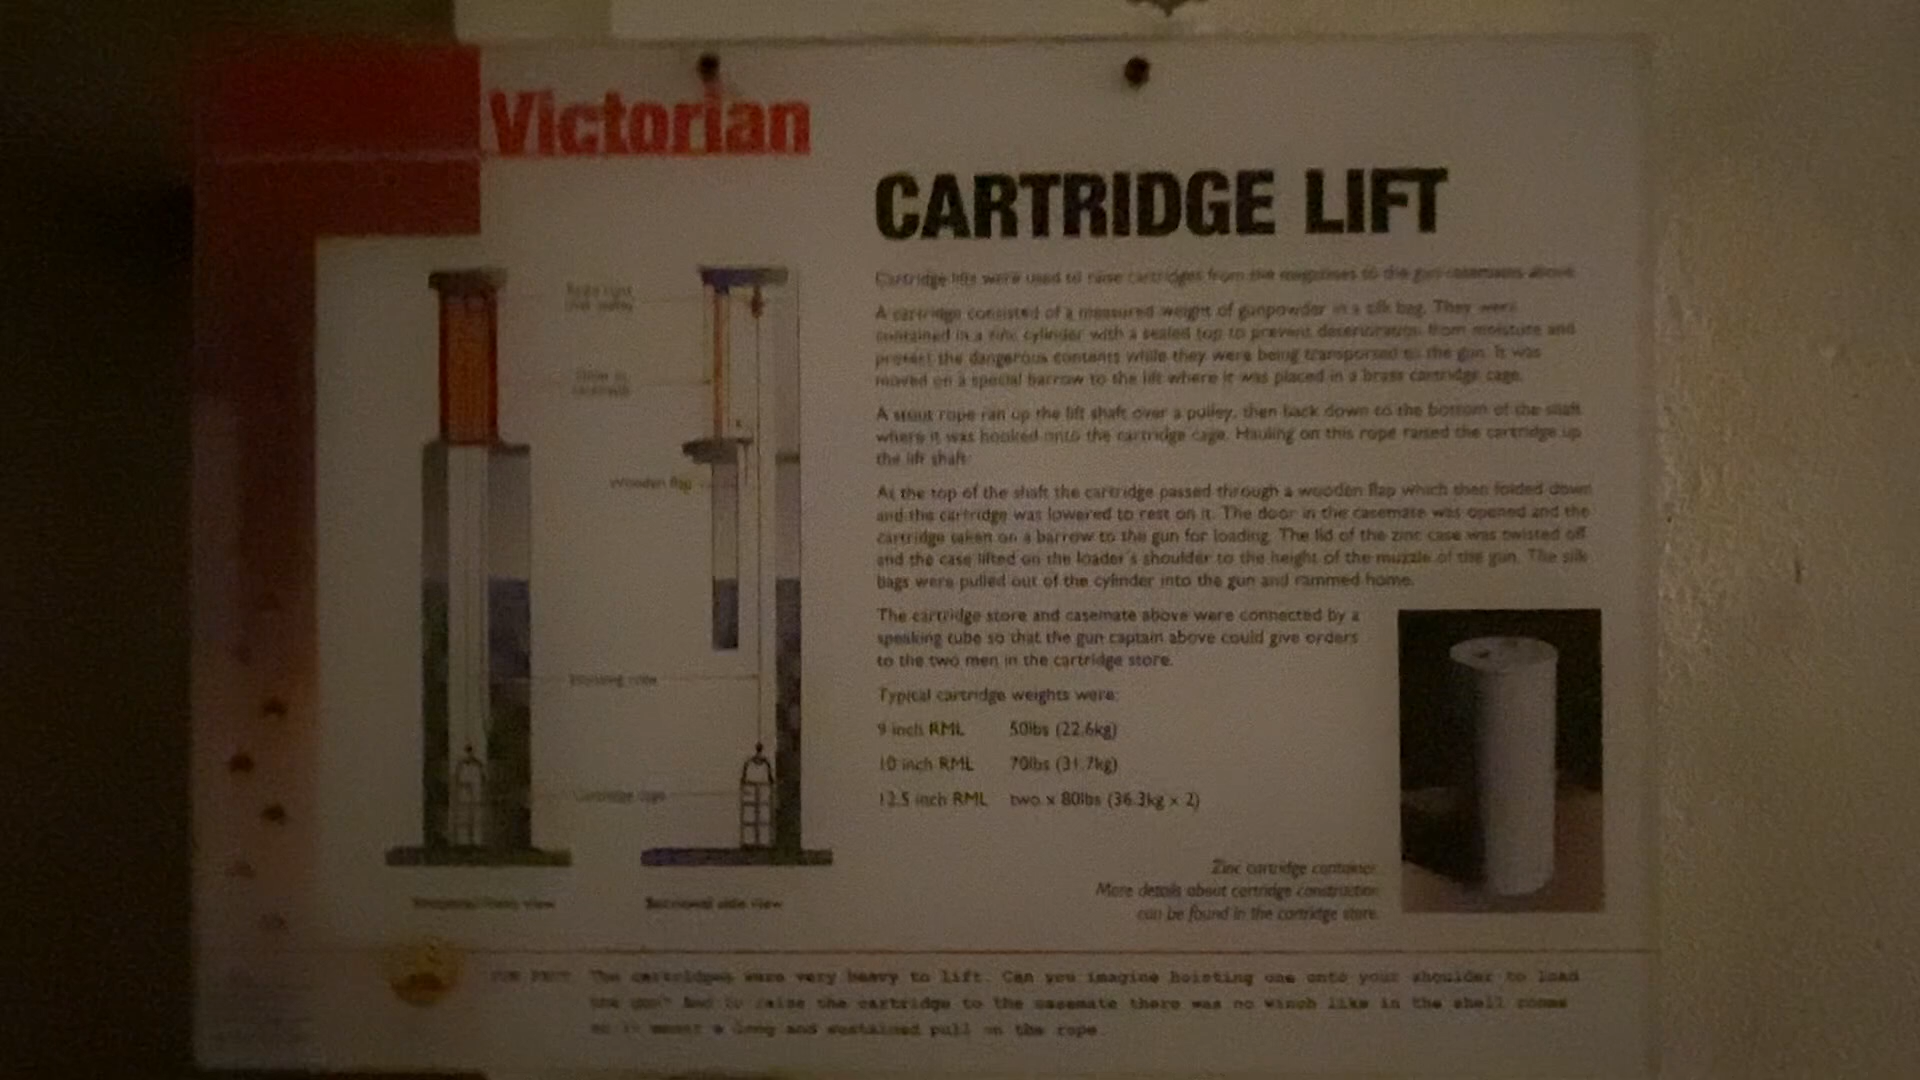 Victorian
CARTRIDGE LIFT
Cartridge lifts were used to raise cartridges from the magazines to the gun casemates above.
A cartridge consisted of a measured weight of gunpowder in a silk bag. They were
contained in a zinc cylinder with a sealed top to prevent deterioration from moisture and
protect the dangerous contents while they were being transported to the gun. It was
moved on a special barrow to the lift where it was placed in a brass cartridge cage.
A stout rope ran up the lift shaft over a pulley, then back down to the bottom of the shaft
where it was hooked onto the cartridge cage. Hauling on this rope raised the cartridge up
the lift shaft.
At the top of the shaft the cartridge passed through a wooden flap which then folded down
and the cartridge was lowered to rest on it. The door in the casemate was opened and the
cartridge taken on a barrow to the gun for loading. The lid of the zinc case was twisted off
and the case lifted on the loader's shoulder to the height of the muzzle of the gun. The silk
bags were pulled out of the cylinder into the gun and rammed home.
The cartridge store and casemate above were connected by a
speaking tube so that the gun captain above could give orders
to the two men in the cartridge store.
Typical cartridge weights were:
9 inch RML 50lbs (22.6kg)
10 inch RML 70lbs (31.7kg)
12.5 inch RML two x 80lbs (36.3kg x 2)
Zinc cartridge container.
More details about cartridge construction
can be found in the cartridge store.
Wooden flap
Cartridge cage
Sectional side view
The cartridges were very heavy to lift. Can you imagine hoisting one onto your shoulder to load
the gun? And to raise the cartridge to the casemate there was no winch like in the shell rooms
so it meant a long and sustained pull on the rope.